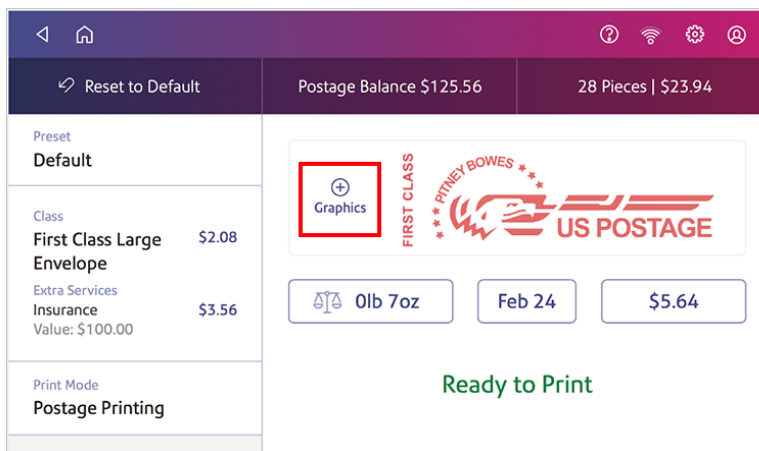 Reset to Default
Postage Balance $125.56
28 Pieces | $23.94
Preset
Default
Class
First Class Large
Envelope
$2.08
Extra Services
Insurance
$3.56
Value: $100.00
Print Mode
Postage Printing
Graphics
FIRST CLASS
PITNEY BOWES
US POSTAGE
0lb 7oz
Feb 24
$5.64
Ready to Print